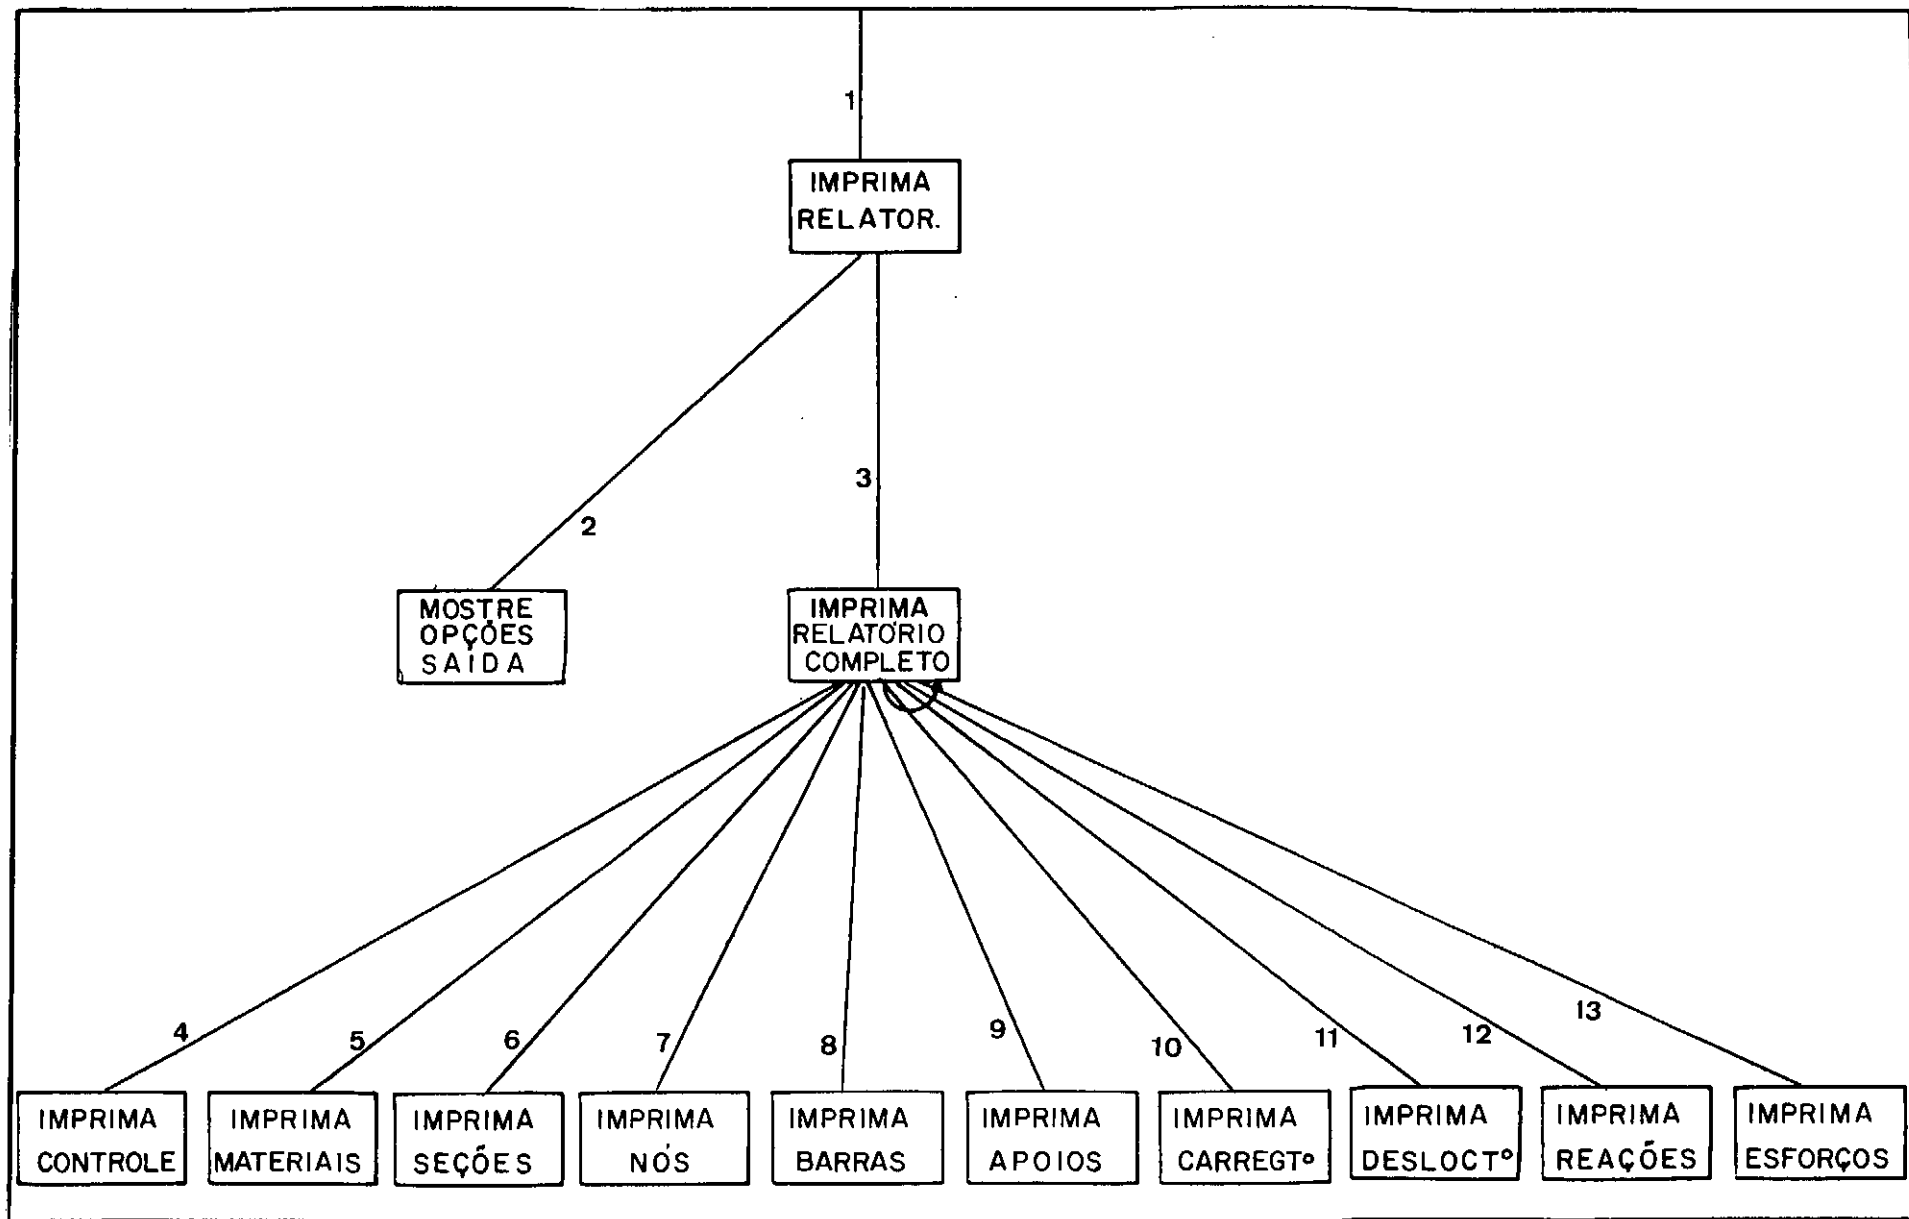 1
IMPRIMA
RELATOR.
3
2
MOSTRE
OPÇÕES
SAIDA
IMPRIMA
RELATÓRIO
COMPLETO
4
5
6
7
8
9
10
11
12
13
IMPRIMA
CONTROLE
IMPRIMA
MATERIAIS
IMPRIMA
SEÇÕES
IMPRIMA
NÓS
IMPRIMA
BARRAS
IMPRIMA
APOIOS
IMPRIMA
CARREGTº
IMPRIMA
DESLOCTº
IMPRIMA
REAÇÕES
IMPRIMA
ESFORÇOS